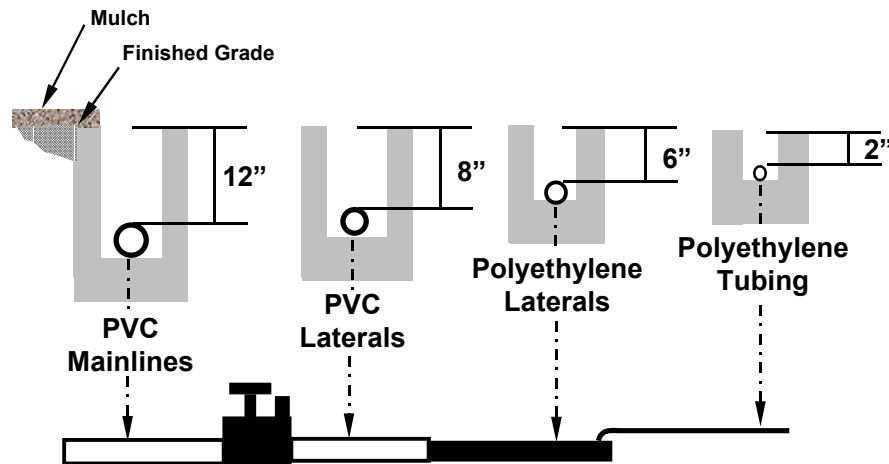 Mulch
Finished Grade
12”
8”
6”
2”
PVC
Mainlines
PVC
Laterals
Polyethylene
Laterals
Polyethylene
Tubing